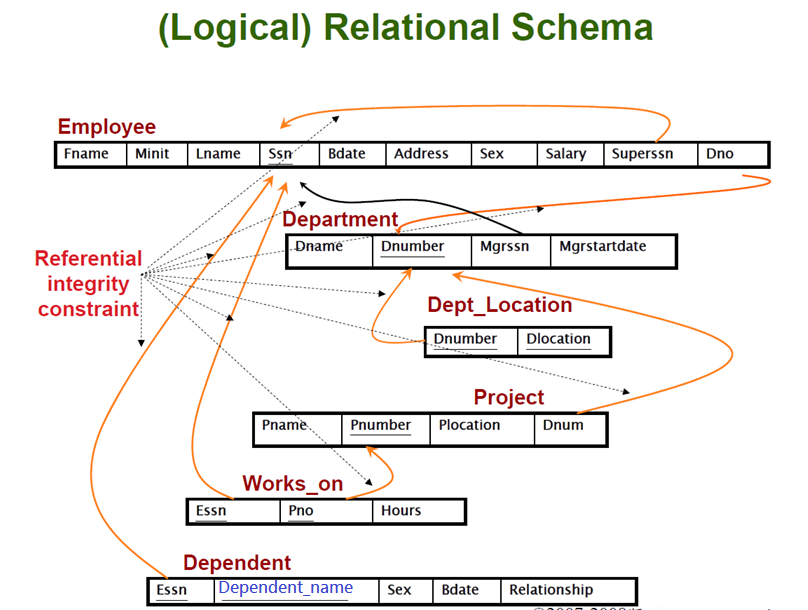 (Logical) Relational Schema
Employee
Fname Minit Lname Ssn Bdate Address Sex Salary Superssn Dno
Department
Dname Dnumber Mgrssn Mgrstartdate
Referential
integrity
constraint
Dept_Location
Dnumber Dlocation
Project
Pname Pnumber Plocation Dnum
Works_on
Essn Pno Hours
Dependent
Essn Dependent_name Sex Bdate Relationship